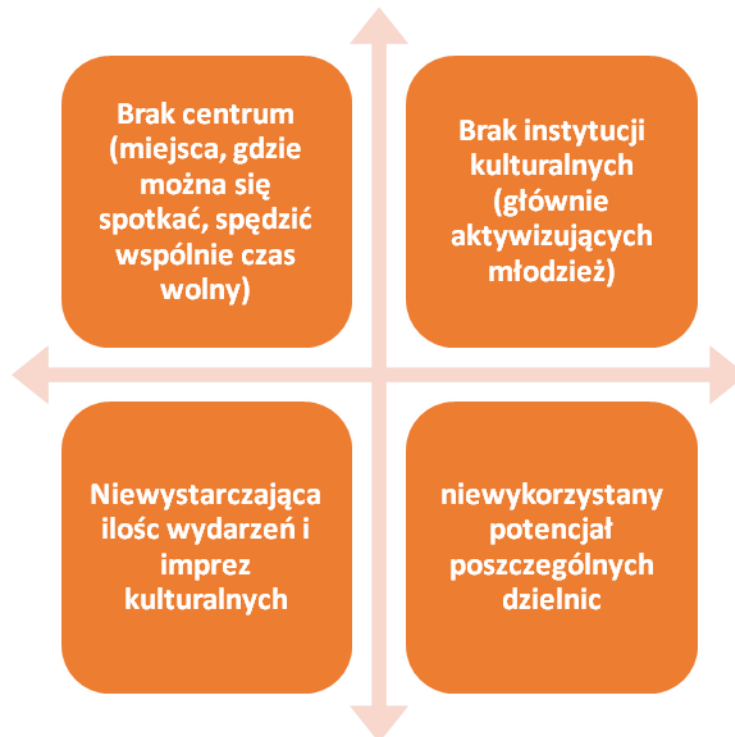 Brak centrum
(miejsca, gdzie
można się
spotkać, spędzić
wspólnie czas
wolny)
Brak instytucji
kulturalnych
(głównie
aktywizujących
młodzież)
Niewystarczająca
ilośc wydarzeń i
imprez
kulturalnych
niewykorzystany
potencjał
poszczególnych
dzielnic